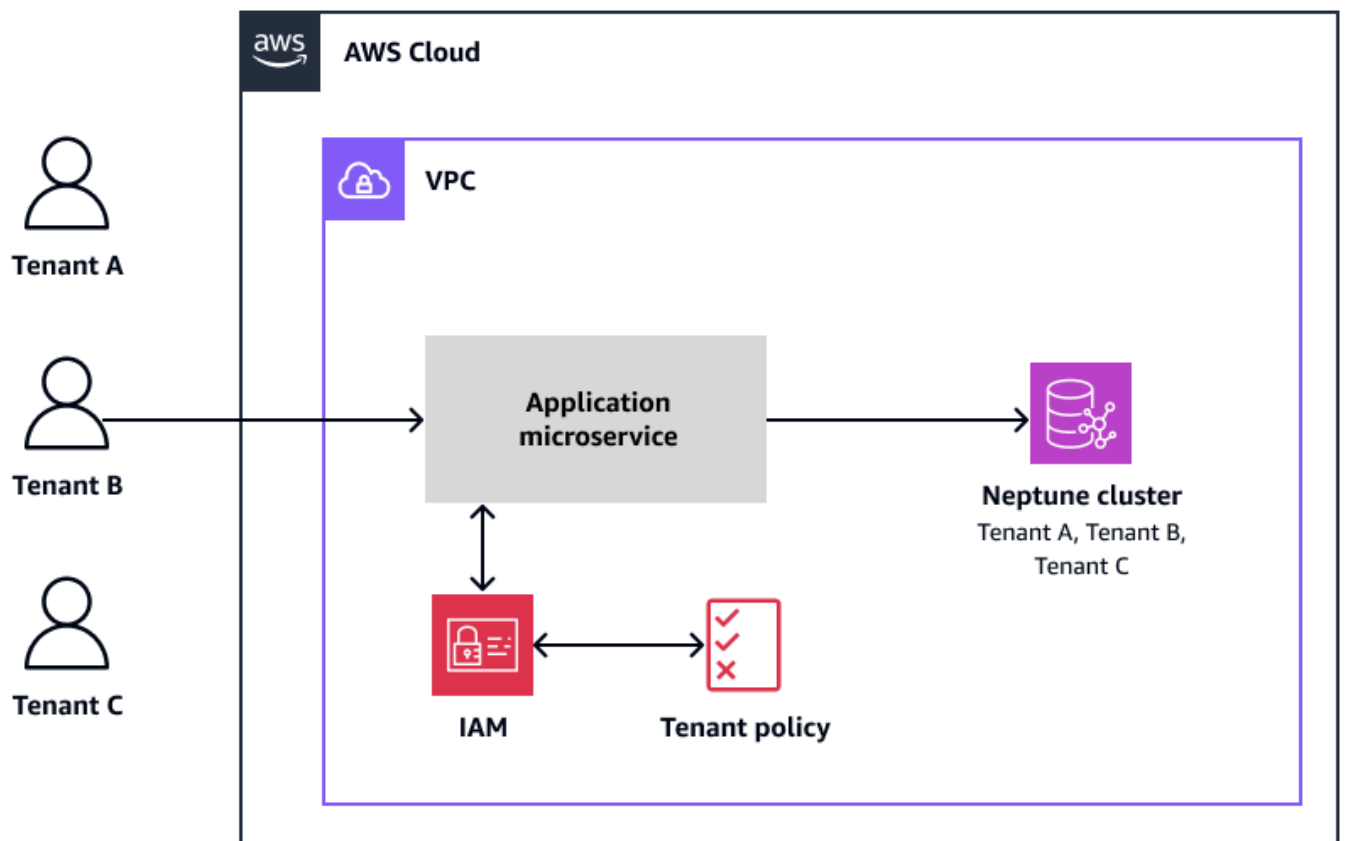 aws
AWS Cloud
VPC
Tenant A
Tenant B
Tenant C
Application
microservice
Neptune cluster
Tenant A, Tenant B,
Tenant C
IAM
Tenant policy